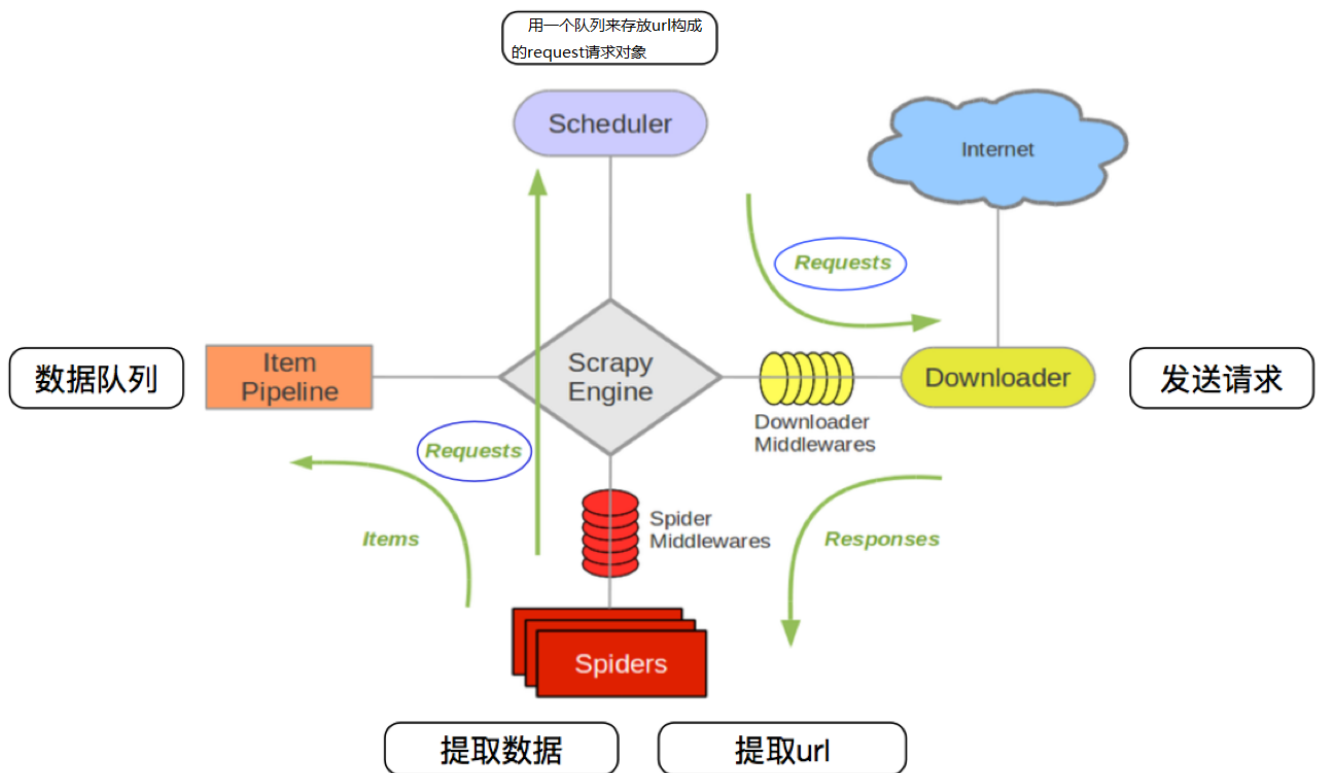 用一个队列来存放url构成
的request请求对象
Scheduler
Internet
Requests
数据队列
Item
Pipeline
Scrapy
Engine
Downloader
发送请求
Downloader
Middlewares
Requests
Items
Spider
Middlewares
Responses
Spiders
提取数据
提取url